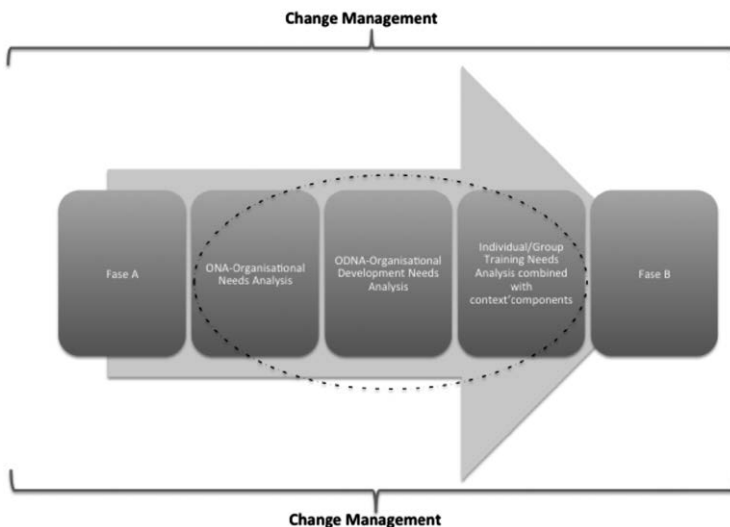 Change Management
Fase A
ONA-Organisational
Needs Analysis
ODNA-Organisational
Development Needs
Analysis
Individual/Group
Training Needs
Analysis combined
with
context'components
Fase B
Change Management